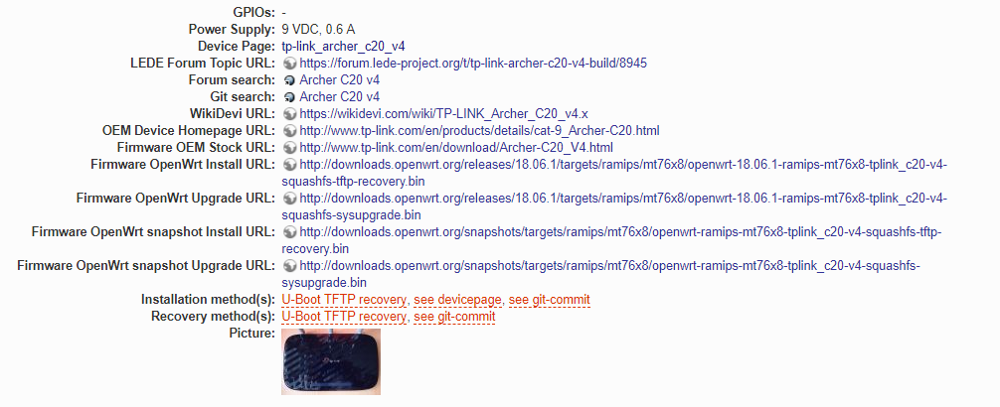 GPIOs: -
Power Supply: 9 VDC, 0.6 A
Device Page: tp-link_archer_c20_v4
LEDE Forum Topic URL: https://forum.lede-project.org/t/tp-link-archer-c20-v4-build/8945
Forum search: Archer C20 v4
Git search: Archer C20 v4
WikiDevi URL: https://wikidevi.com/wiki/TP-LINK_Archer_C20_v4.x
OEM Device Homepage URL: http://www.tp-link.com/en/products/details/cat-9_Archer-C20.html
Firmware OEM Stock URL: http://www.tp-link.com/en/download/Archer-C20_V4.html
Firmware OpenWrt Install URL: http://downloads.openwrt.org/releases/18.06.1/targets/ramips/mt76x8/openwrt-18.06.1-ramips-mt76x8-tplink_c20-v4-
squashfs-tftp-recovery.bin
Firmware OpenWrt Upgrade URL: http://downloads.openwrt.org/releases/18.06.1/targets/ramips/mt76x8/openwrt-18.06.1-ramips-mt76x8-tplink_c20-v4-
squashfs-sysupgrade.bin
Firmware OpenWrt snapshot Install URL: http://downloads.openwrt.org/snapshots/targets/ramips/mt76x8/openwrt-ramips-mt76x8-tplink_c20-v4-squashfs-tftp-
recovery.bin
Firmware OpenWrt snapshot Upgrade URL: http://downloads.openwrt.org/snapshots/targets/ramips/mt76x8/openwrt-ramips-mt76x8-tplink_c20-v4-squashfs-
sysupgrade.bin
Installation method(s): U-Boot TFTP recovery, see devicepage, see git-commit
Recovery method(s): U-Boot TFTP recovery, see git-commit
Picture: